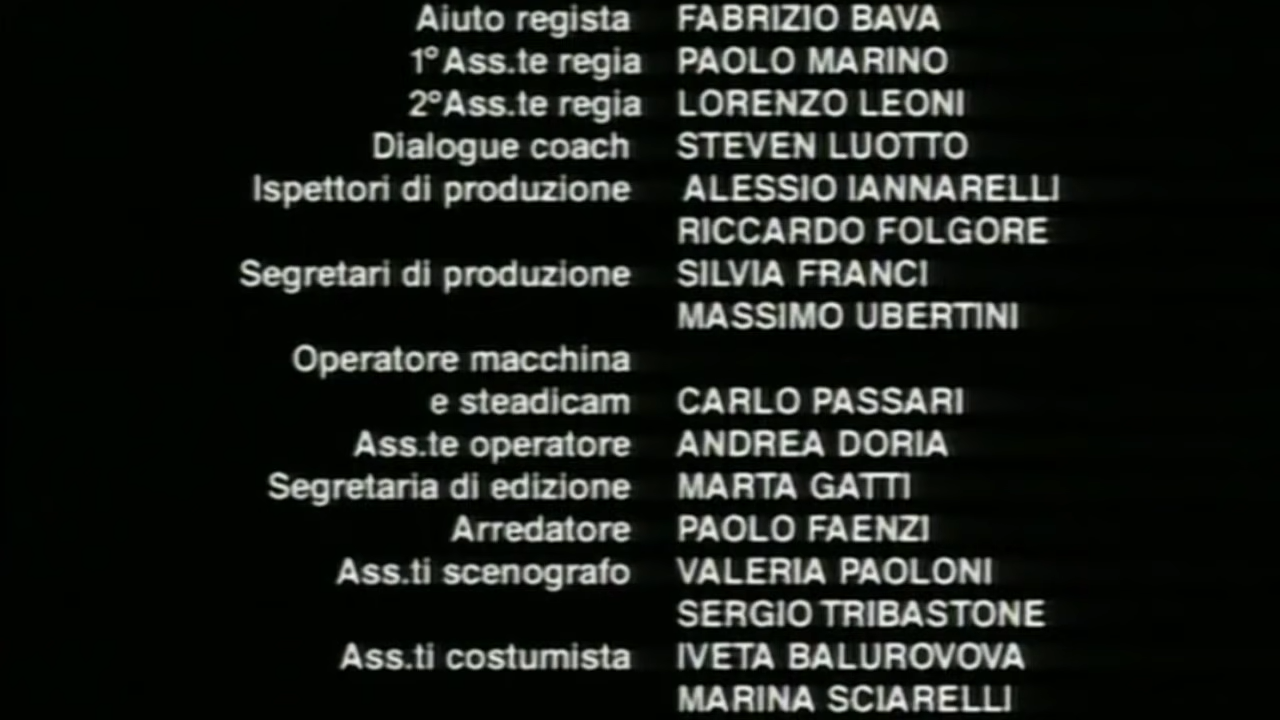 Aiuto regista FABRIZIO BAVA
1°Ass.te regia PAOLO MARINO
2°Ass.te regia LORENZO LEONI
Dialogue coach STEVEN LUOTTO
Ispettori di produzione ALESSIO IANNARELLI
RICCARDO FOLGORE
Segretari di produzione SILVIA FRANCI
MASSIMO UBERTINI
Operatore macchina
e steadicam CARLO PASSARI
Ass.te operatore ANDREA DORIA
Segretaria di edizione MARTA GATTI
Arredatore PAOLO FAENZI
Ass.ti scenografo VALERIA PAOLONI
SERGIO TRIBASTONE
Ass.ti costumista IVETA BALUROVOVA
MARINA SCIARELLI